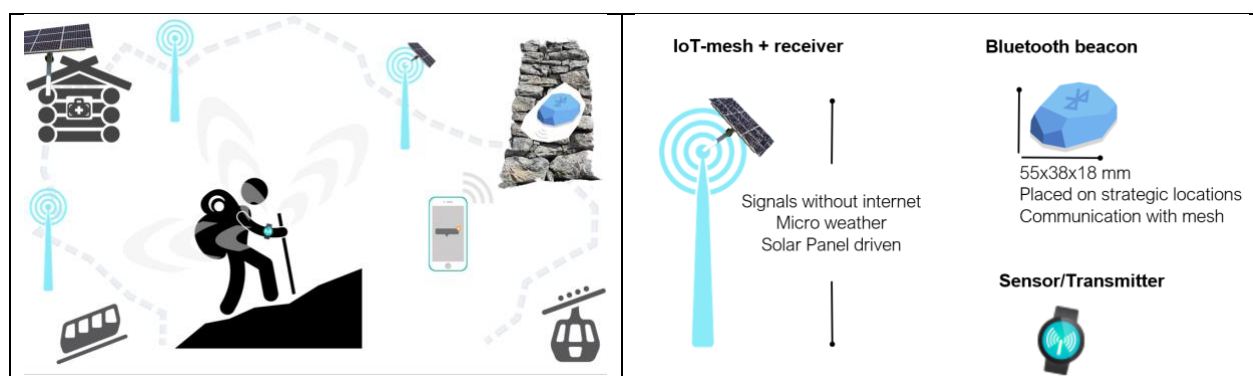 IoT-mesh + receiver
Signals without internet
Micro weather
Solar Panel driven
Bluetooth beacon
55x38x18 mm
Placed on strategic locations
Communication with mesh
Sensor/Transmitter